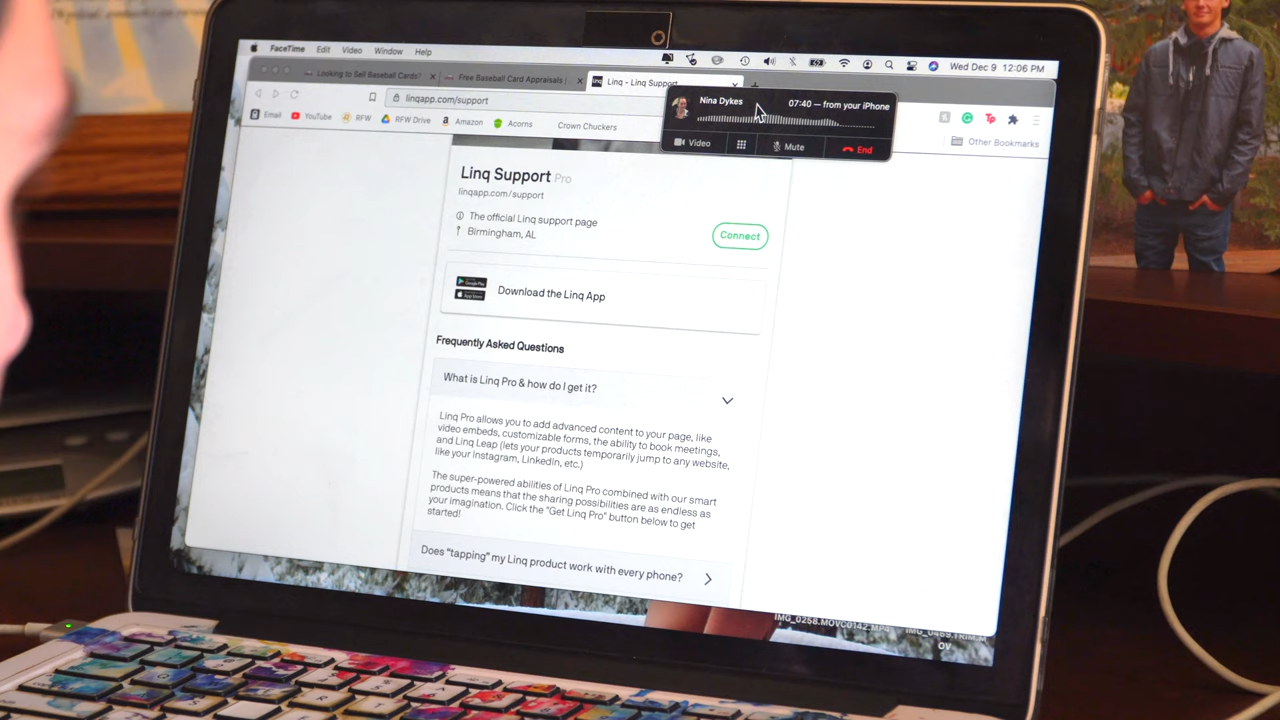 FaceTime Edit Video Window Help
Wed Dec 9 12:06 PM
Looking to Sell Baseball Cards? Free Baseball Card Appraisals | Linq - Linq Support
linqapp.com/support
Email YouTube RFW RFW Drive Amazon Acorns Crown Chuckers
Other Bookmarks
Nina Dykes 07:40 — from your iPhone
Video Mute End
Linq Support Pro
linqapp.com/support
The official Linq support page
Birmingham, AL
Connect
Download the Linq App
Frequently Asked Questions
What is Linq Pro & how do I get it?
Linq Pro allows you to add advanced content to your page, like
video embeds, customizable forms, the ability to book meetings,
and Linq Leap (lets your products temporarily jump to any website,
like your Instagram, LinkedIn, etc.)
The super-powered abilities of Linq Pro combined with our smart
products means that the sharing possibilities are as endless as
your imagination. Click the "Get Linq Pro" button below to get
started!
Does "tapping" my Linq product work with every phone?
IMG_0258.MOV C0142.MP4 IMG_0469.TRIM.M
OV